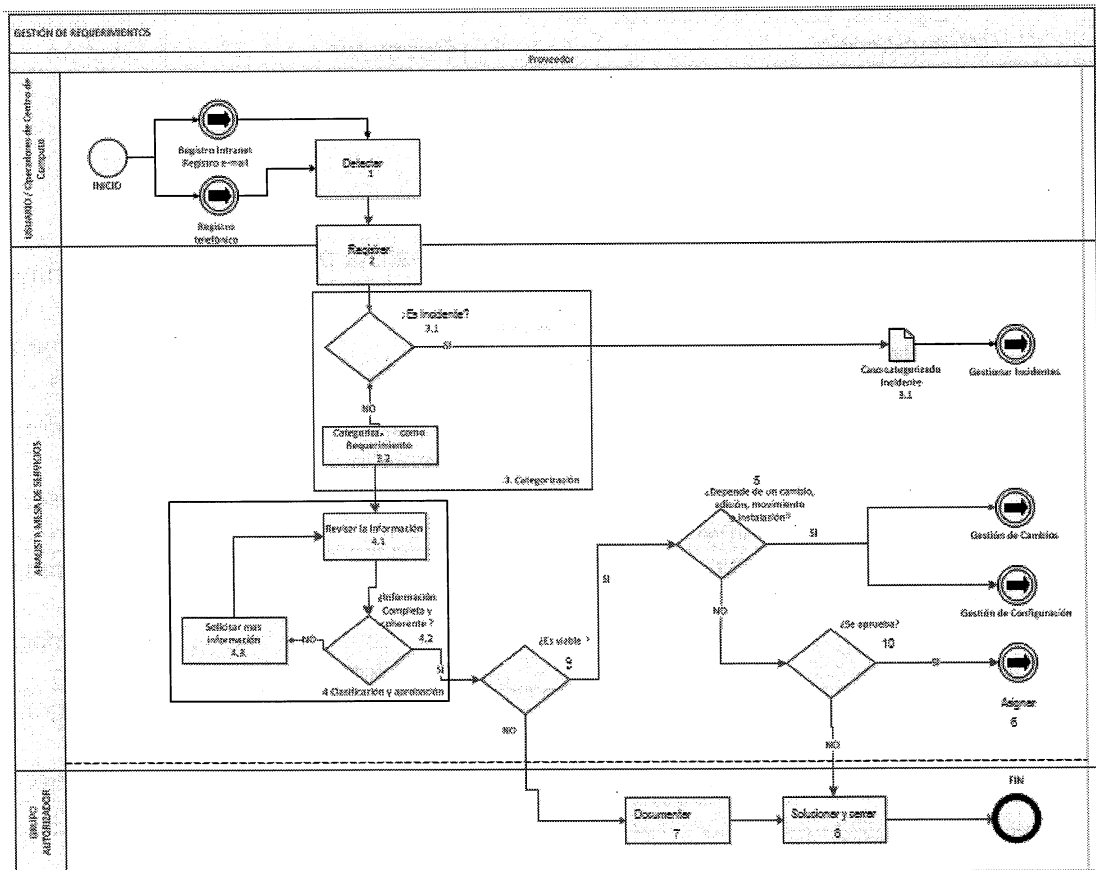 GESTIÓN DE REQUERIMIENTOS
Proveedor
USUARIO / Operadores de Centro de
Computo
INICIO
Registro Intranet
Registro e-mail
Registro
telefónico
Detectar
1
Registrar
2
¿Es Incidente?
3.1
SI
Caso categorizado
Incidente
3.1
Gestionar Incidentes
NO
Categoriza. como
Requerimiento
3.2
3. Categorización
ANALISTA MESA DE SERVICIOS
Revisar la Información
4.1
¿Información
Completa y
coherente ?
4.2
Solicitar mas
información
4.3
NO
SI
4 Clasificación y aprobación
¿Es viable ?
9
SI
NO
5
¿Depende de un cambio,
adición, movimiento
o instalación?
SI
Gestión de Cambios
Gestión de Configuración
NO
¿Se aprueba?
10
SI
Asignar
6
NO
GRUPO
AUTORIZADOR
Documentar
7
Solucionar y cerrar
8
FIN